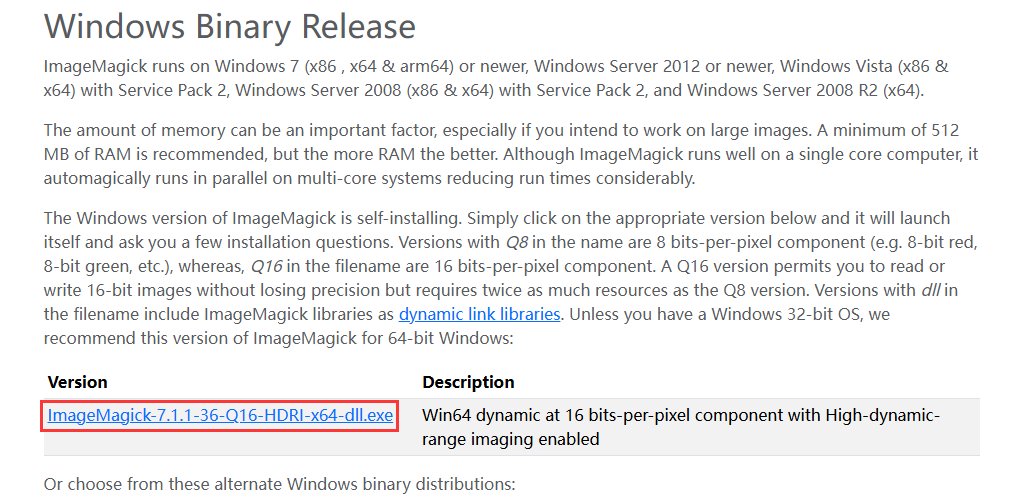 Windows Binary Release
ImageMagick runs on Windows 7 (x86 , x64 & arm64) or newer, Windows Server 2012 or newer, Windows Vista (x86 &
x64) with Service Pack 2, Windows Server 2008 (x86 & x64) with Service Pack 2, and Windows Server 2008 R2 (x64).
The amount of memory can be an important factor, especially if you intend to work on large images. A minimum of 512
MB of RAM is recommended, but the more RAM the better. Although ImageMagick runs well on a single core computer, it
automagically runs in parallel on multi-core systems reducing run times considerably.
The Windows version of ImageMagick is self-installing. Simply click on the appropriate version below and it will launch
itself and ask you a few installation questions. Versions with Q8 in the name are 8 bits-per-pixel component (e.g. 8-bit red,
8-bit green, etc.), whereas, Q16 in the filename are 16 bits-per-pixel component. A Q16 version permits you to read or
write 16-bit images without losing precision but requires twice as much resources as the Q8 version. Versions with dll in
the filename include ImageMagick libraries as dynamic link libraries. Unless you have a Windows 32-bit OS, we
recommend this version of ImageMagick for 64-bit Windows:
Version Description
ImageMagick-7.1.1-36-Q16-HDRI-x64-dll.exe Win64 dynamic at 16 bits-per-pixel component with High-dynamic-
range imaging enabled
Or choose from these alternate Windows binary distributions: